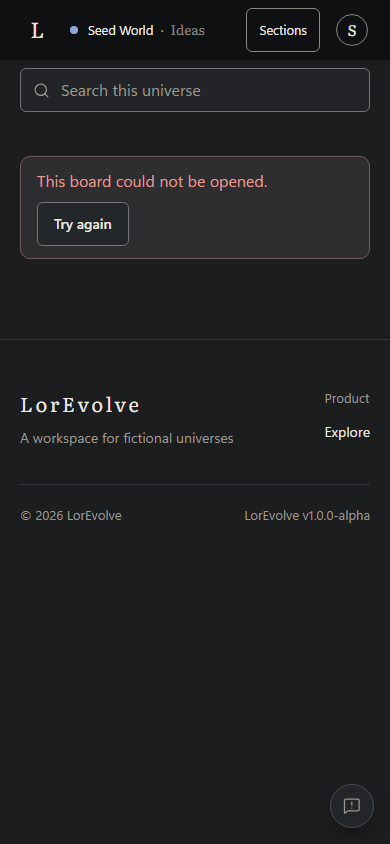 L
Seed World · Ideas
Sections
S
Search this universe
This board could not be opened.
Try again
LorEvolve
A workspace for fictional universes
Product
Explore
© 2026 LorEvolve
LorEvolve v1.0.0-alpha